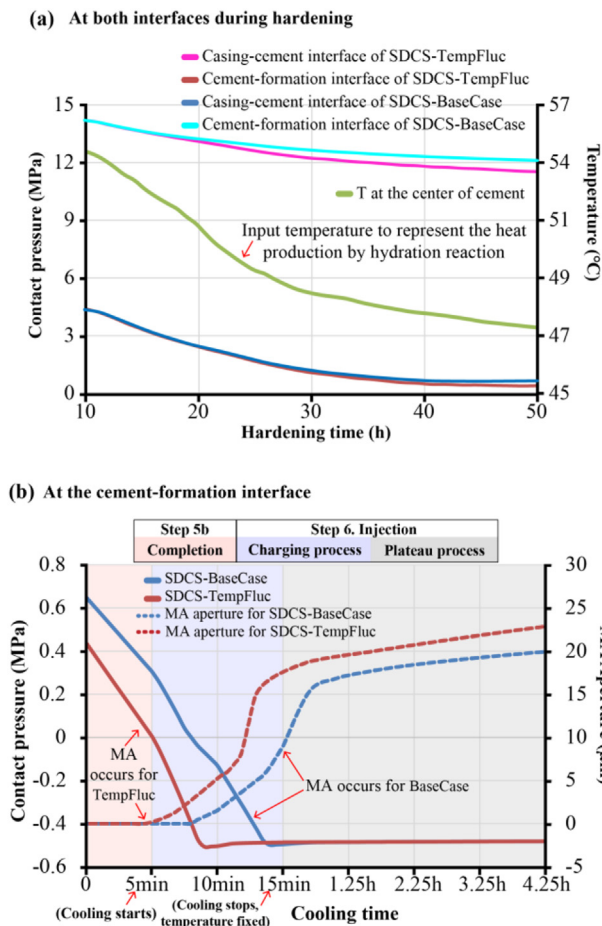 (a) At both interfaces during hardening
Casing-cement interface of SDCS-TempFluc
Cement-formation interface of SDCS-TempFluc
Casing-cement interface of SDCS-BaseCase
Cement-formation interface of SDCS-BaseCase
15
12
9
6
3
0
Contact pressure (MPa)
57
54
51
49
47
45
Temperature (°C)
T at the center of cement
Input temperature to represent the heat
production by hydration reaction
10 20 30 40 50
Hardening time (h)
(b) At the cement-formation interface
Step 5b Step 6. Injection
Completion Charging process Plateau process
0.8
0.6
0.4
0.2
0
-0.2
-0.4
-0.6
Contact pressure (MPa)
30
25
20
15
10
5
0
-5
SDCS-BaseCase
SDCS-TempFluc
MA aperture for SDCS-BaseCase
MA aperture for SDCS-TempFluc
MA
occurs for
TempFluc
MA occurs for BaseCase
0 5min 10min 15min 1.25h 2.25h 3.25h 4.25h
(Cooling starts)
(Cooling stops,
temperature fixed)
Cooling time